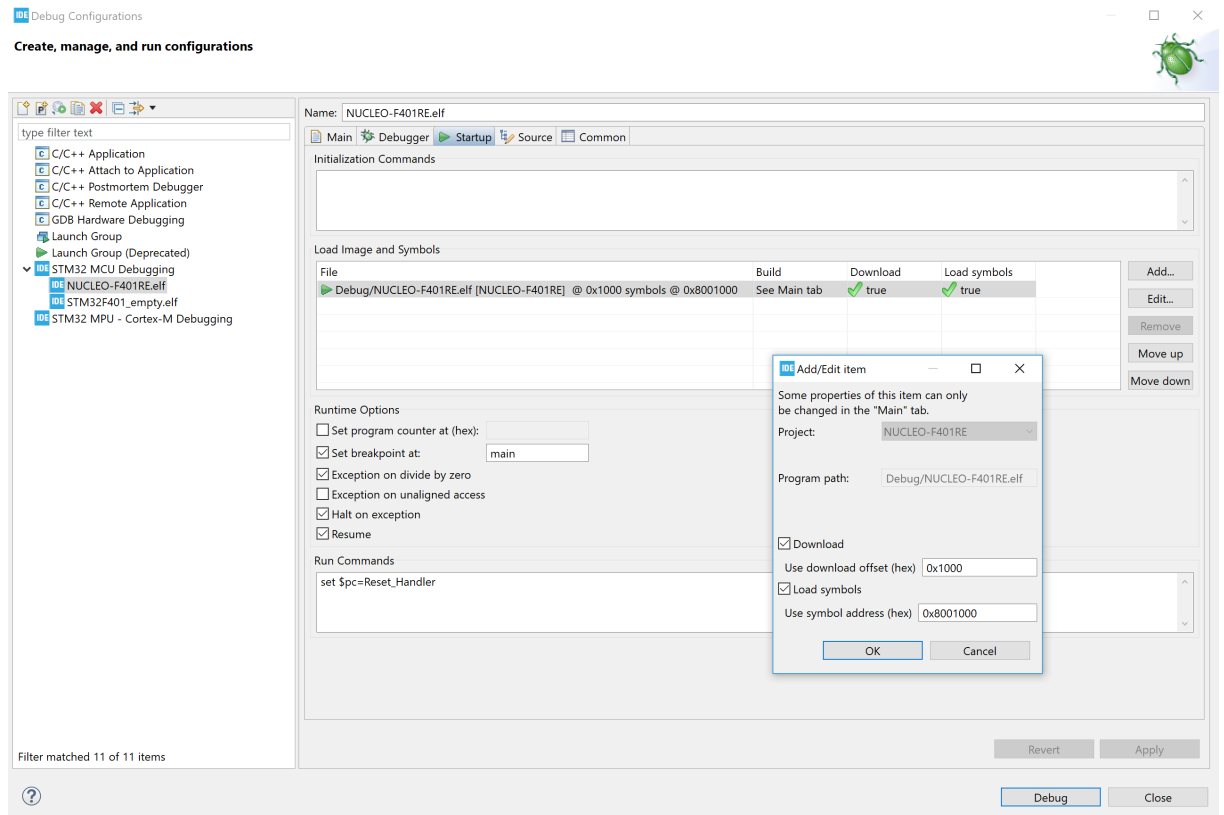 IDE Debug Configurations
Create, manage, and run configurations
type filter text
C/C++ Application
C/C++ Attach to Application
C/C++ Postmortem Debugger
C/C++ Remote Application
GDB Hardware Debugging
Launch Group
Launch Group (Deprecated)
IDE STM32 MCU Debugging
IDE NUCLEO-F401RE.elf
IDE STM32F401_empty.elf
IDE STM32 MPU - Cortex-M Debugging
Filter matched 11 of 11 items
Name: NUCLEO-F401RE.elf
Main Debugger Startup Source Common
Initialization Commands
Load Image and Symbols
File Build Download Load symbols
Debug/NUCLEO-F401RE.elf [NUCLEO-F401RE] @ 0x1000 symbols @ 0x8001000 See Main tab true true
Add...
Edit...
Remove
Move up
Move down
Runtime Options
Set program counter at (hex):
Set breakpoint at: main
Exception on divide by zero
Exception on unaligned access
Halt on exception
Resume
Run Commands
set $pc=Reset_Handler
IDE Add/Edit item
Some properties of this item can only
be changed in the "Main" tab.
Project: NUCLEO-F401RE
Program path: Debug/NUCLEO-F401RE.elf
Download
Use download offset (hex) 0x1000
Load symbols
Use symbol address (hex) 0x8001000
OK Cancel
Revert Apply
? Debug Close